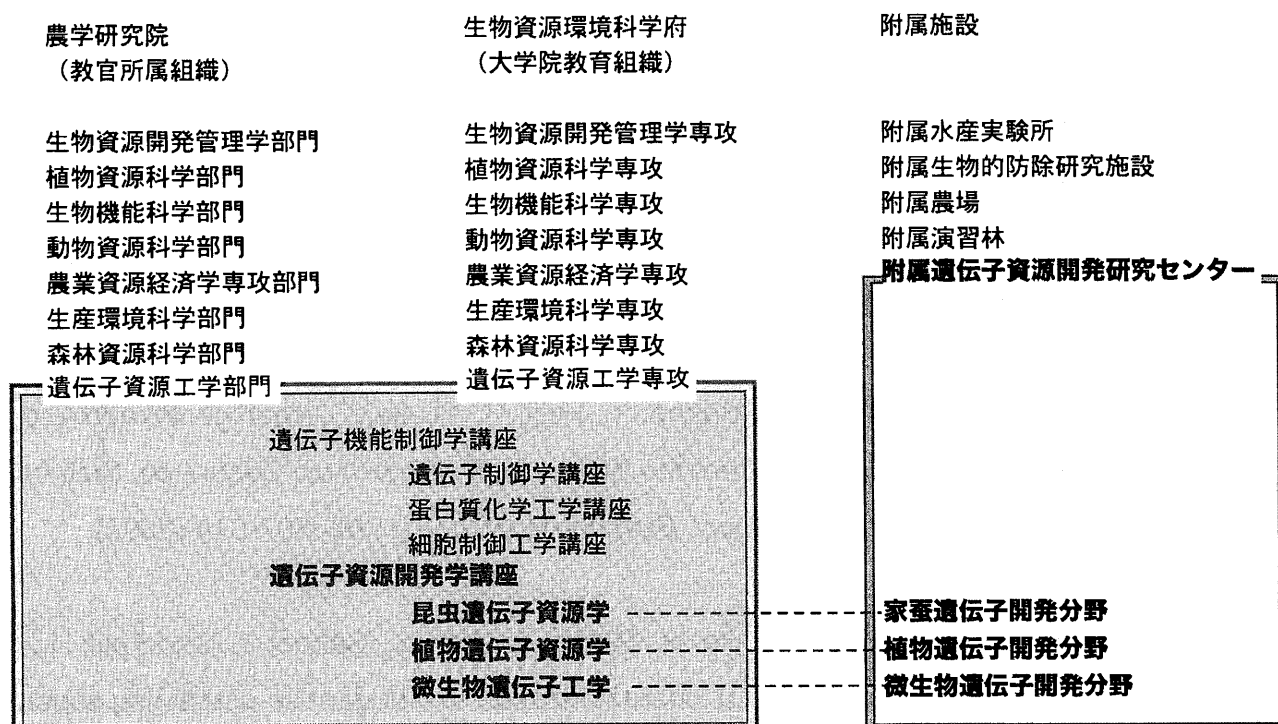 農学研究院
（教官所属組織）
生物資源開発管理学部門
植物資源科学部門
生物機能科学部門
動物資源科学部門
農業資源経済学専攻部門
生産環境科学部門
森林資源科学部門
遺伝子資源工学部門
生物資源環境科学府
（大学院教育組織）
生物資源開発管理学専攻
植物資源科学専攻
生物機能科学専攻
動物資源科学専攻
農業資源経済学専攻
生産環境科学専攻
森林資源科学専攻
遺伝子資源工学専攻
遺伝子機能制御学講座
遺伝子制御学講座
蛋白質化学工学講座
細胞制御工学講座
遺伝子資源開発学講座
昆虫遺伝子資源学
植物遺伝子資源学
微生物遺伝子工学
附属施設
附属水産実験所
附属生物的防除研究施設
附属農場
附属演習林
附属遺伝子資源開発研究センター
家蚕遺伝子開発分野
植物遺伝子開発分野
微生物遺伝子開発分野